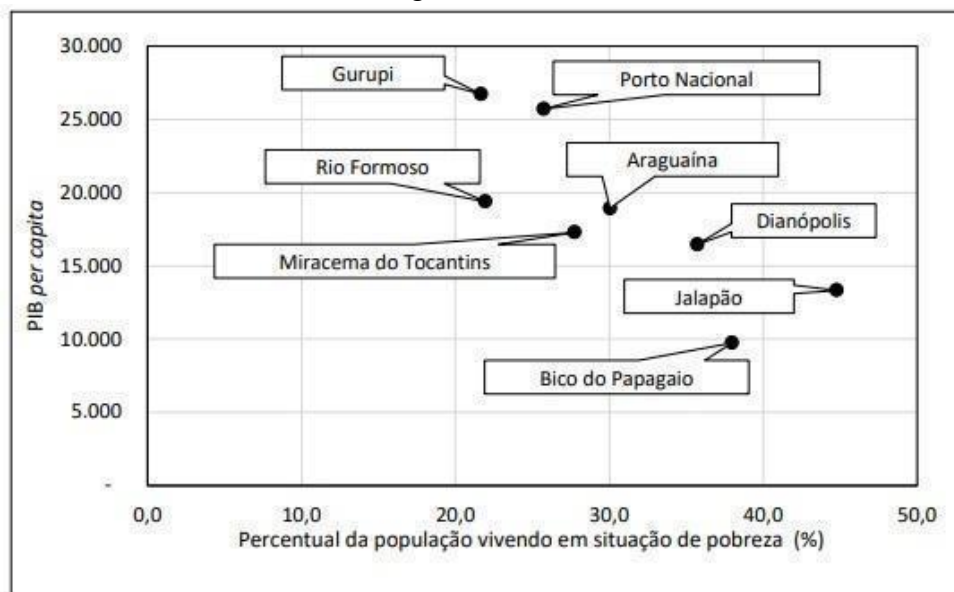 30.000
Gurupi
Porto Nacional
25.000
Rio Formoso
Araguaína
20.000
Dianópolis
Miracema do Tocantins
15.000
Jalapão
10.000
Bico do Papagaio
5.000
-
PIB per capita
0,0 10,0 20,0 30,0 40,0 50,0
Percentual da população vivendo em situação de pobreza (%)